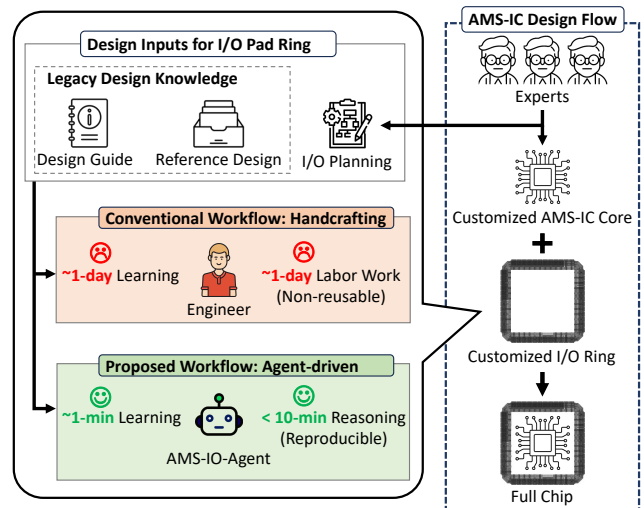 Design Inputs for I/O Pad Ring
Legacy Design Knowledge
Design Guide
Reference Design
I/O Planning
Conventional Workflow: Handcrafting
~1-day Learning
Engineer
~1-day Labor Work
(Non-reusable)
Proposed Workflow: Agent-driven
~1-min Learning
AMS-IO-Agent
< 10-min Reasoning
(Reproducible)
AMS-IC Design Flow
Experts
Customized AMS-IC Core
+
Customized I/O Ring
Full Chip